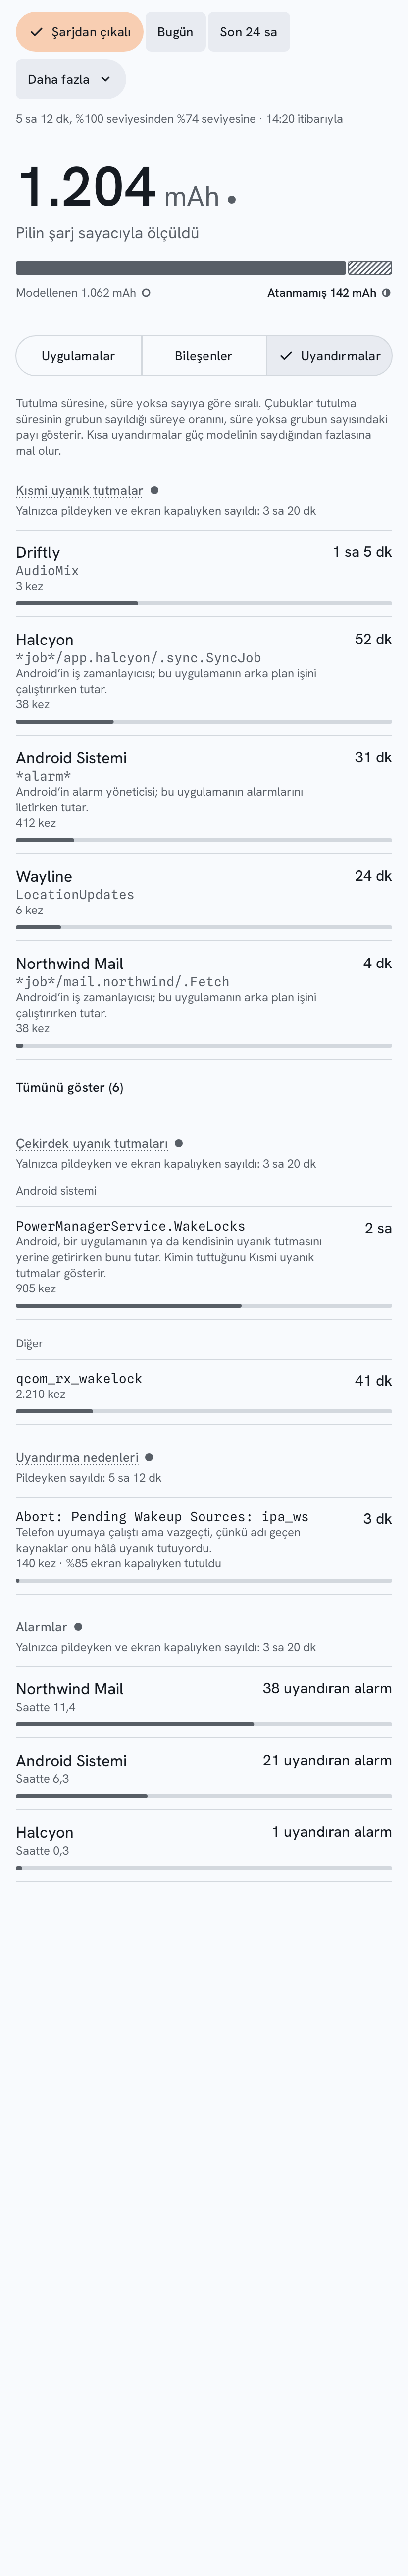 Şarjdan çıkalı
Bugün
Son 24 sa
Daha fazla
5 sa 12 dk, %100 seviyesinden %74 seviyesine · 14:20 itibarıyla
1.204 mAh
Pilin şarj sayacıyla ölçüldü
Modellenen 1.062 mAh
Atanmamış 142 mAh
Uygulamalar
Bileşenler
Uyandırmalar
Tutulma süresine, süre yoksa sayıya göre sıralı. Çubuklar tutulma
süresinin grubun sayıldığı süreye oranını, süre yoksa grubun sayısındaki
payı gösterir. Kısa uyandırmalar güç modelinin saydığından fazlasına
mal olur.
Kısmi uyanık tutmalar
Yalnızca pildeyken ve ekran kapalıyken sayıldı: 3 sa 20 dk
Driftly
1 sa 5 dk
AudioMix
3 kez
Halcyon
52 dk
*job*/app.halcyon/.sync.SyncJob
Android’in iş zamanlayıcısı; bu uygulamanın arka plan işini
çalıştırırken tutar.
38 kez
Android Sistemi
31 dk
*alarm*
Android’in alarm yöneticisi; bu uygulamanın alarmlarını
iletirken tutar.
412 kez
Wayline
24 dk
LocationUpdates
6 kez
Northwind Mail
4 dk
*job*/mail.northwind/.Fetch
Android’in iş zamanlayıcısı; bu uygulamanın arka plan işini
çalıştırırken tutar.
38 kez
Tümünü göster (6)
Çekirdek uyanık tutmaları
Yalnızca pildeyken ve ekran kapalıyken sayıldı: 3 sa 20 dk
Android sistemi
PowerManagerService.WakeLocks
2 sa
Android, bir uygulamanın ya da kendisinin uyanık tutmasını
yerine getirirken bunu tutar. Kimin tuttuğunu Kısmi uyanık
tutmalar gösterir.
905 kez
Diğer
qcom_rx_wakelock
41 dk
2.210 kez
Uyandırma nedenleri
Pildeyken sayıldı: 5 sa 12 dk
Abort: Pending Wakeup Sources: ipa_ws
3 dk
Telefon uyumaya çalıştı ama vazgeçti, çünkü adı geçen
kaynaklar onu hâlâ uyanık tutuyordu.
140 kez · %85 ekran kapalıyken tutuldu
Alarmlar
Yalnızca pildeyken ve ekran kapalıyken sayıldı: 3 sa 20 dk
Northwind Mail
38 uyandıran alarm
Saatte 11,4
Android Sistemi
21 uyandıran alarm
Saatte 6,3
Halcyon
1 uyandıran alarm
Saatte 0,3